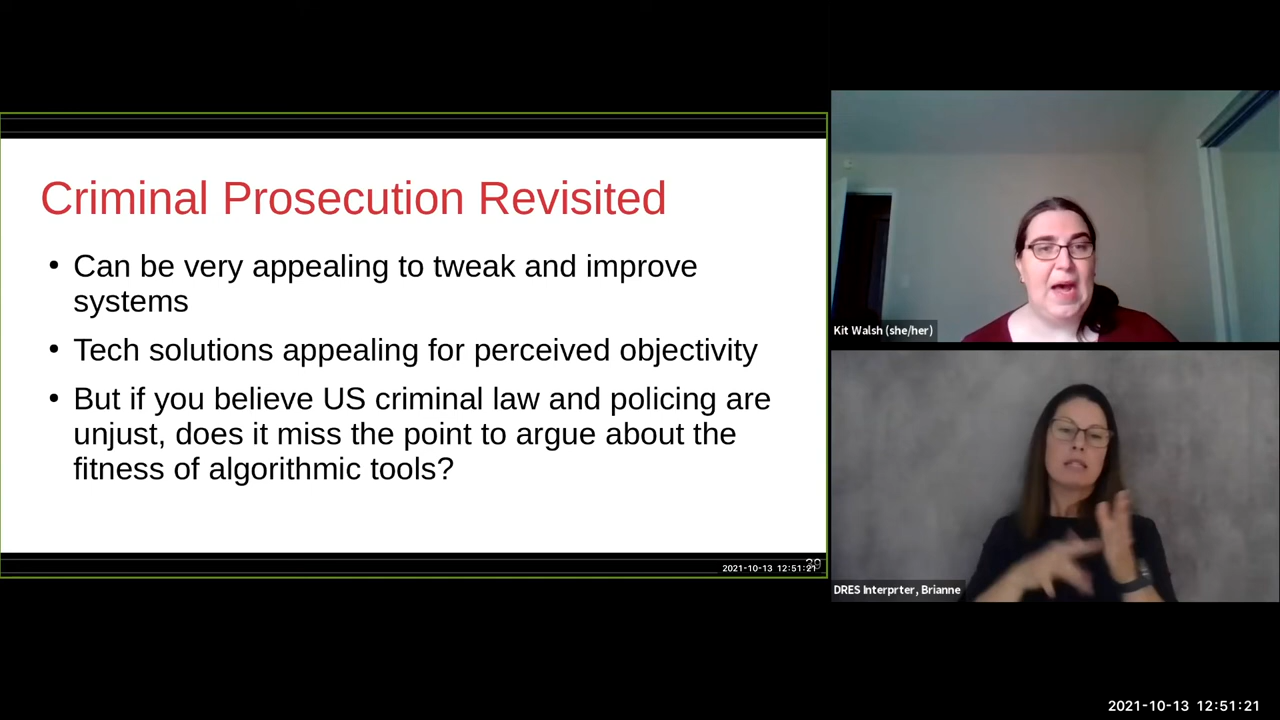 Criminal Prosecution Revisited
• Can be very appealing to tweak and improve
systems
• Tech solutions appealing for perceived objectivity
• But if you believe US criminal law and policing are
unjust, does it miss the point to argue about the
fitness of algorithmic tools?
2021-10-13 12:51:21
Kit Walsh (she/her)
DRES Interprter, Brianne
2021-10-13 12:51:21